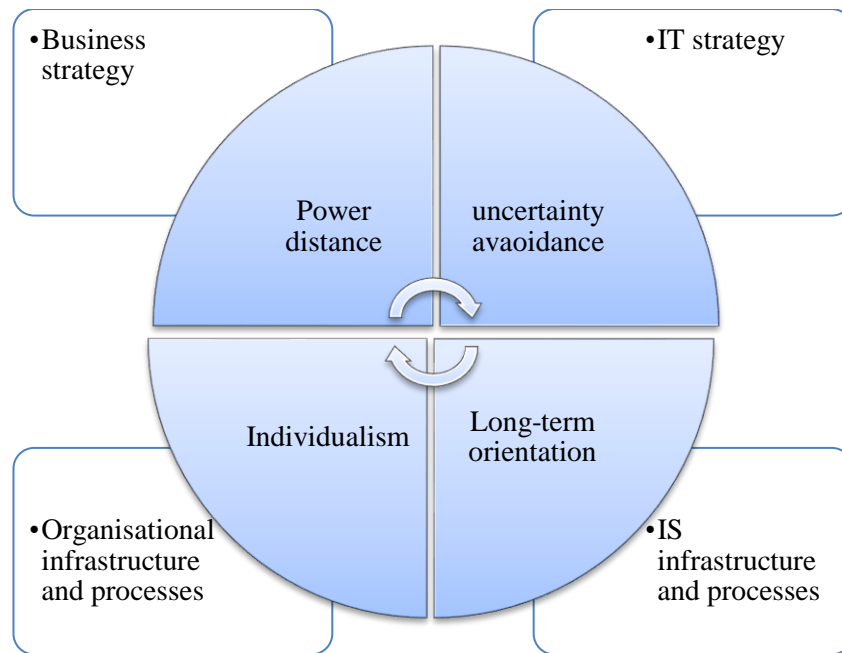 •Business
strategy
•IT strategy
Power
distance
uncertainty
avaoidance
Individualism
Long-term
orientation
•Organisational
infrastructure
and processes
•IS
infrastructure
and processes